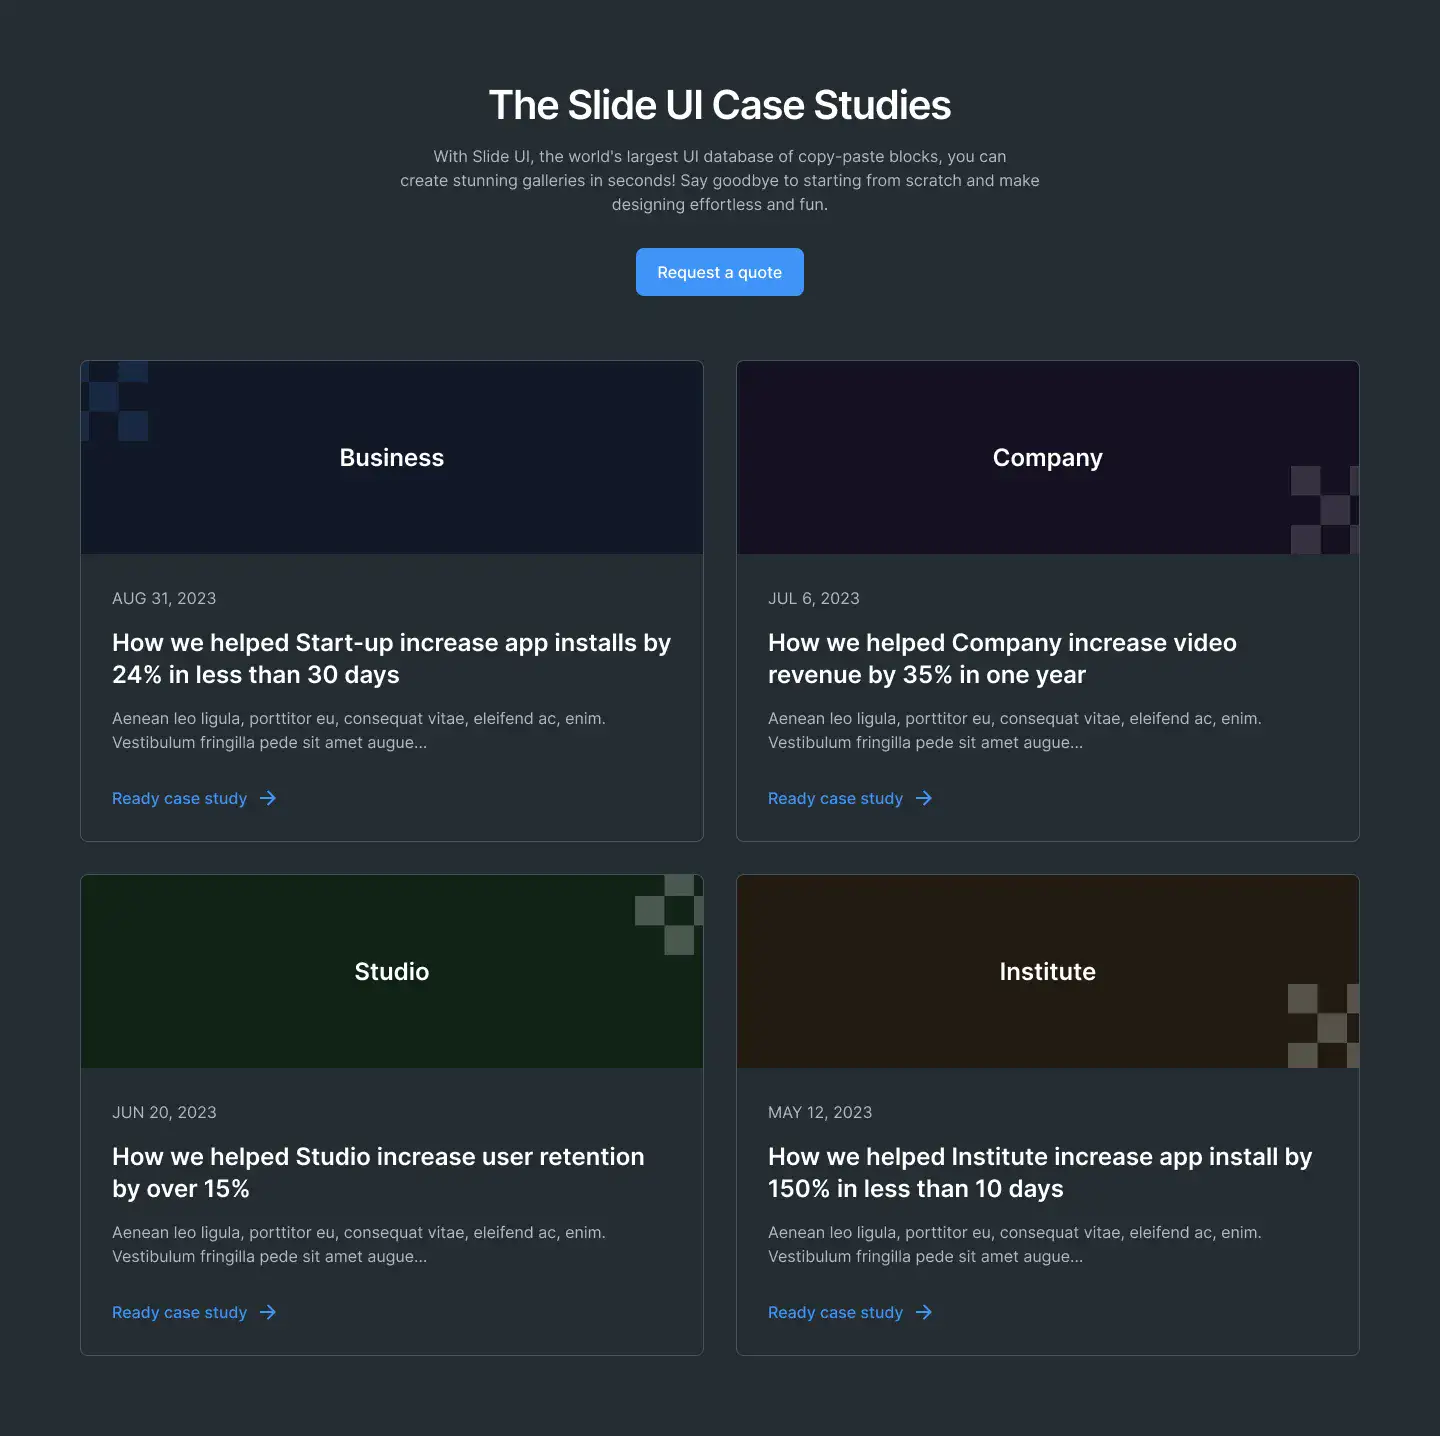 The Slide UI Case Studies
With Slide UI, the world's largest UI database of copy-paste blocks, you can
create stunning galleries in seconds! Say goodbye to starting from scratch and make
designing effortless and fun.
Request a quote
Business
AUG 31, 2023
How we helped Start-up increase app installs by
24% in less than 30 days
Aenean leo ligula, porttitor eu, consequat vitae, eleifend ac, enim.
Vestibulum fringilla pede sit amet augue...
Ready case study
Company
JUL 6, 2023
How we helped Company increase video
revenue by 35% in one year
Aenean leo ligula, porttitor eu, consequat vitae, eleifend ac, enim.
Vestibulum fringilla pede sit amet augue...
Ready case study
Studio
JUN 20, 2023
How we helped Studio increase user retention
by over 15%
Aenean leo ligula, porttitor eu, consequat vitae, eleifend ac, enim.
Vestibulum fringilla pede sit amet augue...
Ready case study
Institute
MAY 12, 2023
How we helped Institute increase app install by
150% in less than 10 days
Aenean leo ligula, porttitor eu, consequat vitae, eleifend ac, enim.
Vestibulum fringilla pede sit amet augue...
Ready case study